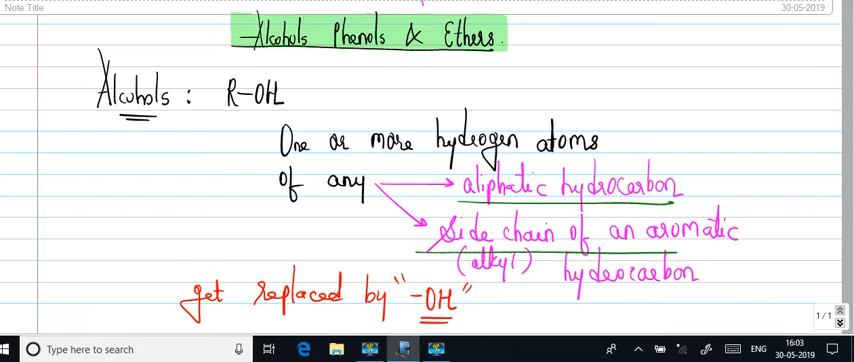 Note Title
30-05-2019
Alcohols Phenols & Ethers.
Alcohols : R-OH
One or more hydrogen atoms
of any → aliphatic hydrocarbon
→ side chain of an aromatic
(alkyl) hydrocarbon
get replaced by "-OH"
1 / 1
Type here to search
ENG
16:03
30-05-2019